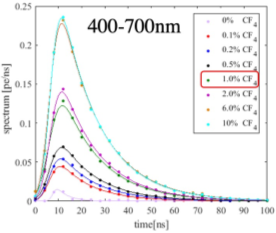 400-700nm
0% CF4
0.1% CF4
0.2% CF4
0.5% CF4
1.0% CF4
2.0% CF4
6.0% CF4
10% CF4
spectrum [pe/ns]
0.25
0.2
0.15
0.1
0.05
0
0 10 20 30 40 50 60 70 80 90 100
time[ns]